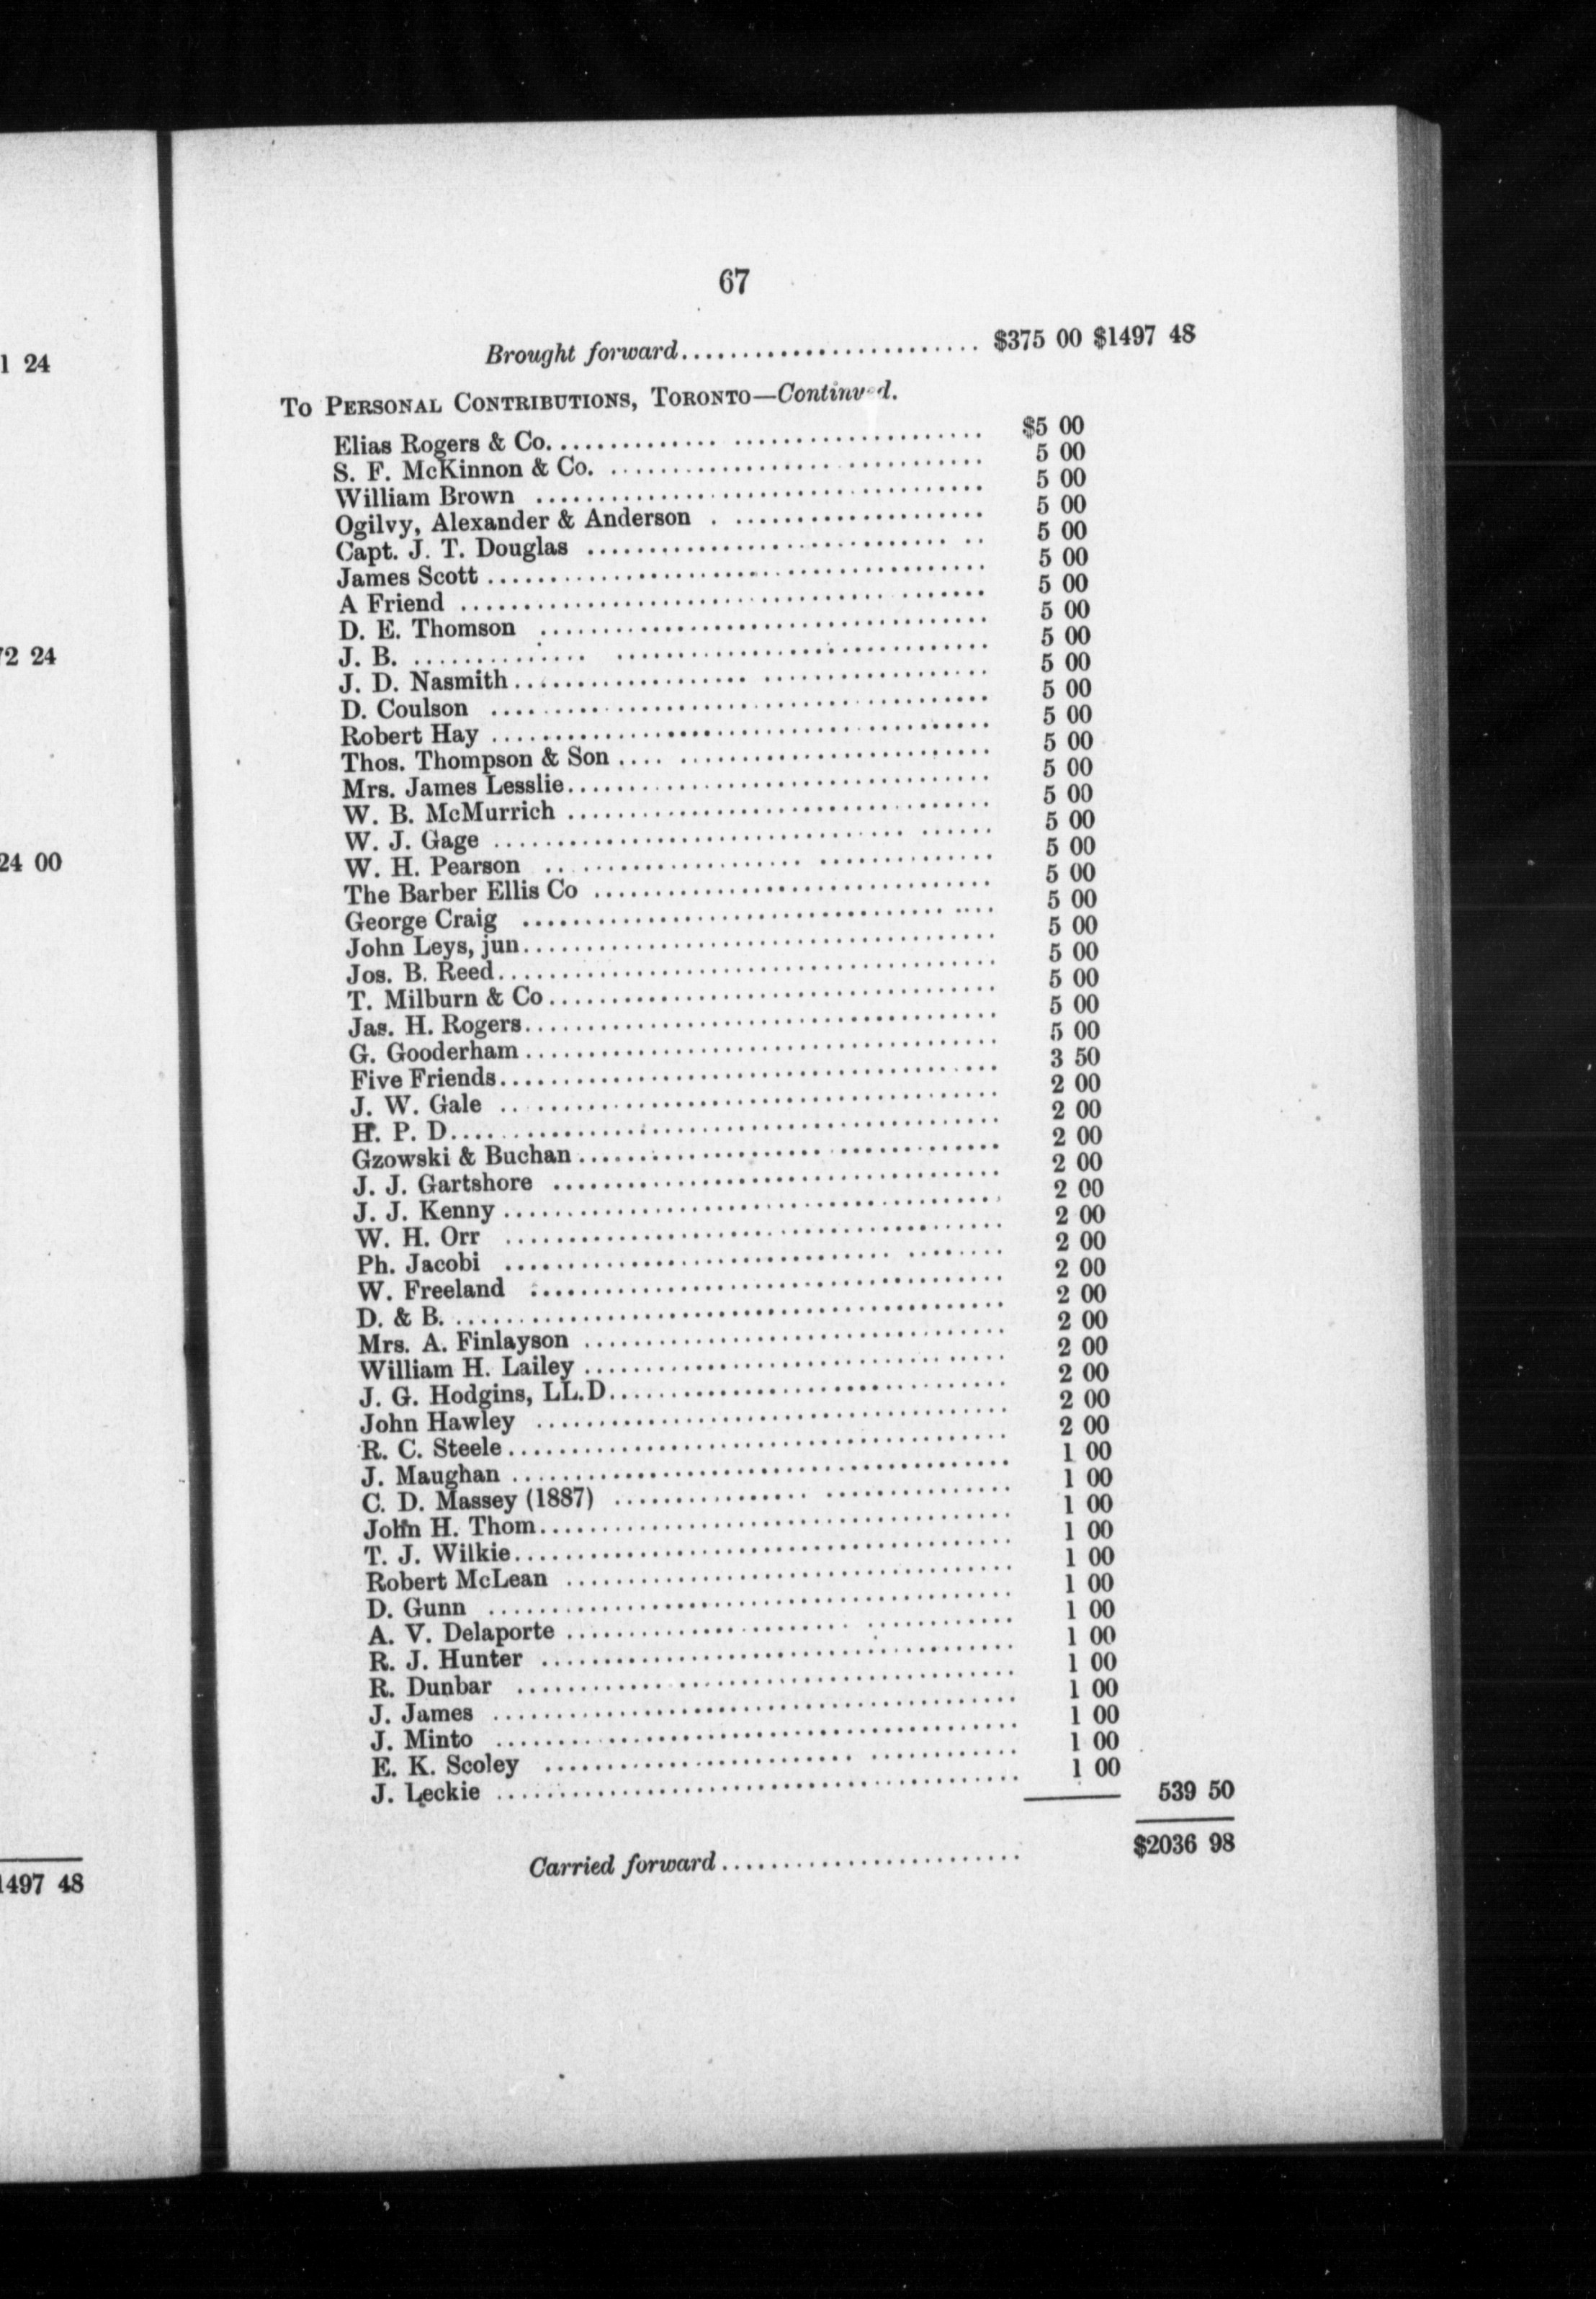 1 24
2 24
24 00
1497 48
67
Brought forward........................ $375 00 $1497 48
To PERSONAL CONTRIBUTIONS, TORONTO—Continued.
Elias Rogers & Co. .................................. $5 00
S. F. McKinnon & Co. .................................. 5 00
William Brown .................................. 5 00
Ogilvy, Alexander & Anderson .................................. 5 00
Capt. J. T. Douglas .................................. 5 00
James Scott .................................. 5 00
A Friend .................................. 5 00
D. E. Thomson .................................. 5 00
J. B. .................................. 5 00
J. D. Nasmith .................................. 5 00
D. Coulson .................................. 5 00
Robert Hay .................................. 5 00
Thos. Thompson & Son .................................. 5 00
Mrs. James Lesslie .................................. 5 00
W. B. McMurrich .................................. 5 00
W. J. Gage .................................. 5 00
W. H. Pearson .................................. 5 00
The Barber Ellis Co .................................. 5 00
George Craig .................................. 5 00
John Leys, jun .................................. 5 00
Jos. B. Reed .................................. 5 00
T. Milburn & Co .................................. 5 00
Jas. H. Rogers .................................. 5 00
G. Gooderham .................................. 5 00
Five Friends .................................. 3 50
J. W. Gale .................................. 2 00
H. P. D .................................. 2 00
Gzowski & Buchan .................................. 2 00
J. J. Gartshore .................................. 2 00
J. J. Kenny .................................. 2 00
W. H. Orr .................................. 2 00
Ph. Jacobi .................................. 2 00
W. Freeland .................................. 2 00
D. & B. .................................. 2 00
Mrs. A. Finlayson .................................. 2 00
William H. Lailey .................................. 2 00
J. G. Hodgins, LL.D .................................. 2 00
John Hawley .................................. 2 00
R. C. Steele .................................. 2 00
J. Maughan .................................. 1 00
C. D. Massey (1887) .................................. 1 00
John H. Thom .................................. 1 00
T. J. Wilkie .................................. 1 00
Robert McLean .................................. 1 00
D. Gunn .................................. 1 00
A. V. Delaporte .................................. 1 00
R. J. Hunter .................................. 1 00
R. Dunbar .................................. 1 00
J. James .................................. 1 00
J. Minto .................................. 1 00
E. K. Scoley .................................. 1 00
J. Leckie .................................. 1 00
539 50
Carried forward ........................ $2036 98